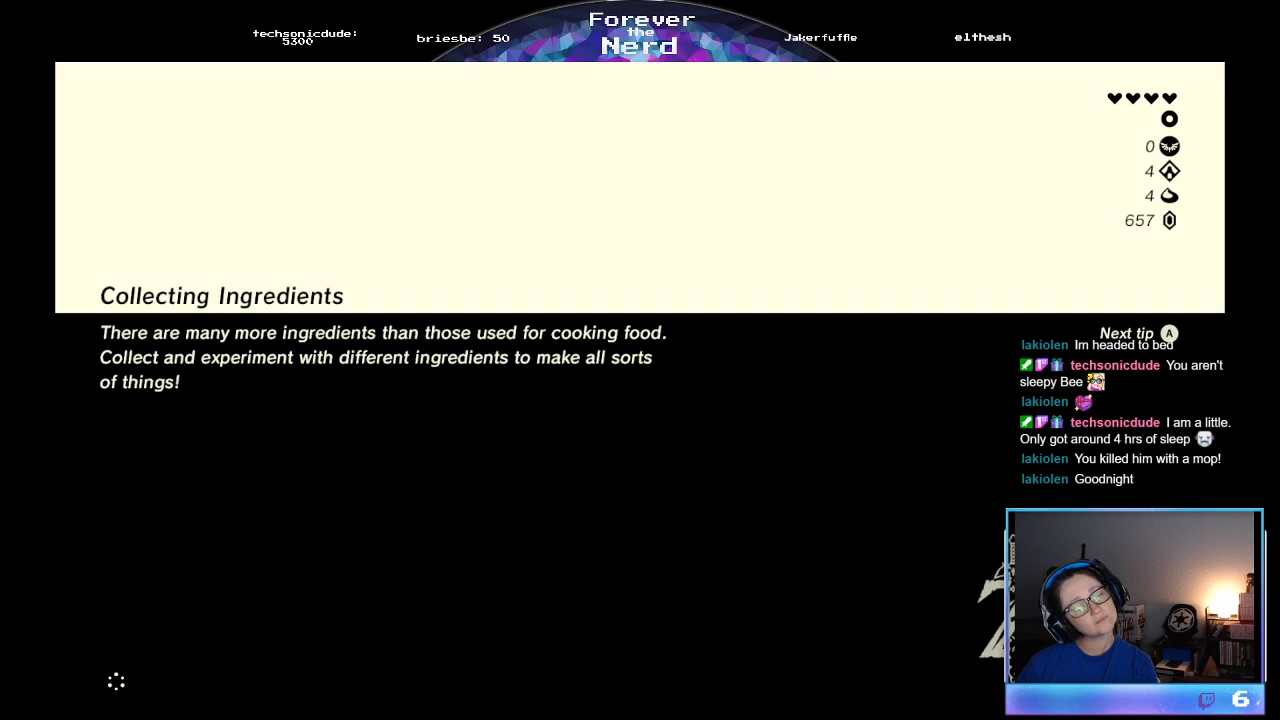 Forever
the
Nerd
techsonicdude:
5300
briesbe: 50
Jakerfuffle
elthesh
0
4
4
657
Collecting Ingredients
There are many more ingredients than those used for cooking food.
Collect and experiment with different ingredients to make all sorts
of things!
Next tip A
lakiolen Im headed to bed
techsonicdude You aren't
sleepy Bee
lakiolen
techsonicdude I am a little.
Only got around 4 hrs of sleep
lakiolen You killed him with a mop!
lakiolen Goodnight
6